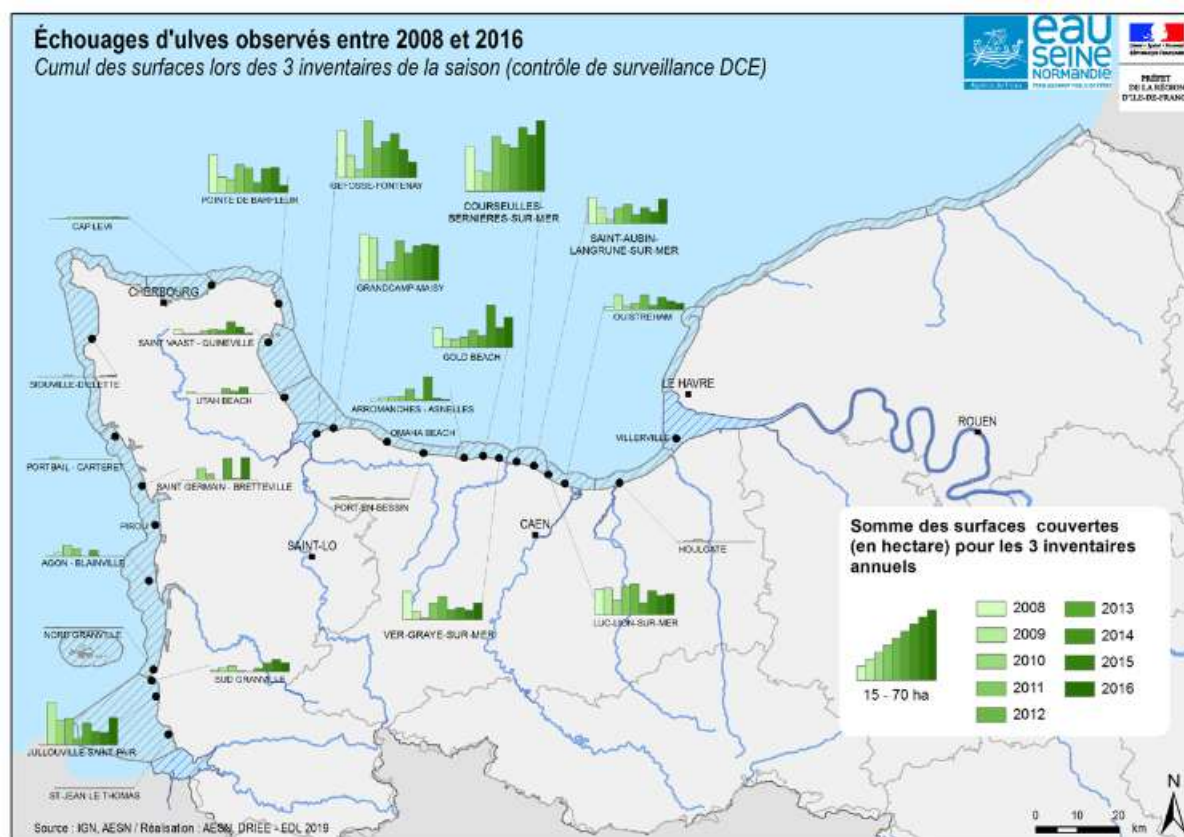 Échouages d'ulves observés entre 2008 et 2016
Cumul des surfaces lors des 3 inventaires de la saison (contrôle de surveillance DCE)
eau
SEINE
NORMANDIE
PRÉFET
DE LA RÉGION
D'ILE-DE-FRANCE
POINTE DE BARFLEUR
GEFOSSE-FONTENAY
COURSEULLES-
BERNIERES-SUR-MER
SAINT-AUBIN-
LANGRUNE-SUR-MER
CAP LEVI
CHERBOURG
GRANDCAMP-MAISY
OUISTREHAM
SAINT VAAST - QUINEVILLE
GOLD BEACH
SIOUVILLE-DIELETTE
UTAH BEACH
ARROMANCHES - ASNELLES
LE HAVRE
OMAHA BEACH
VILLERVILLE
ROUEN
PORTBAIL - CARTERET
SAINT GERMAIN - BRETTEVILLE
PORT-EN-BESSIN
PIROU
CAEN
SAINT-LO
HOULGATE
AGON - BLAINVILLE
VER-GRAYE-SUR-MER
LUC-LION-SUR-MER
NORD GRANVILLE
SUD GRANVILLE
JULLOUVILLE-SAINT-PAIR
ST-JEAN LE THOMAS
Somme des surfaces couvertes
(en hectare) pour les 3 inventaires
annuels
15 - 70 ha
2008
2009
2010
2011
2012
2013
2014
2015
2016
N
0 10 20
km
Source : IGN, AESN / Réalisation : AESN, DRIEE - EDL 2019